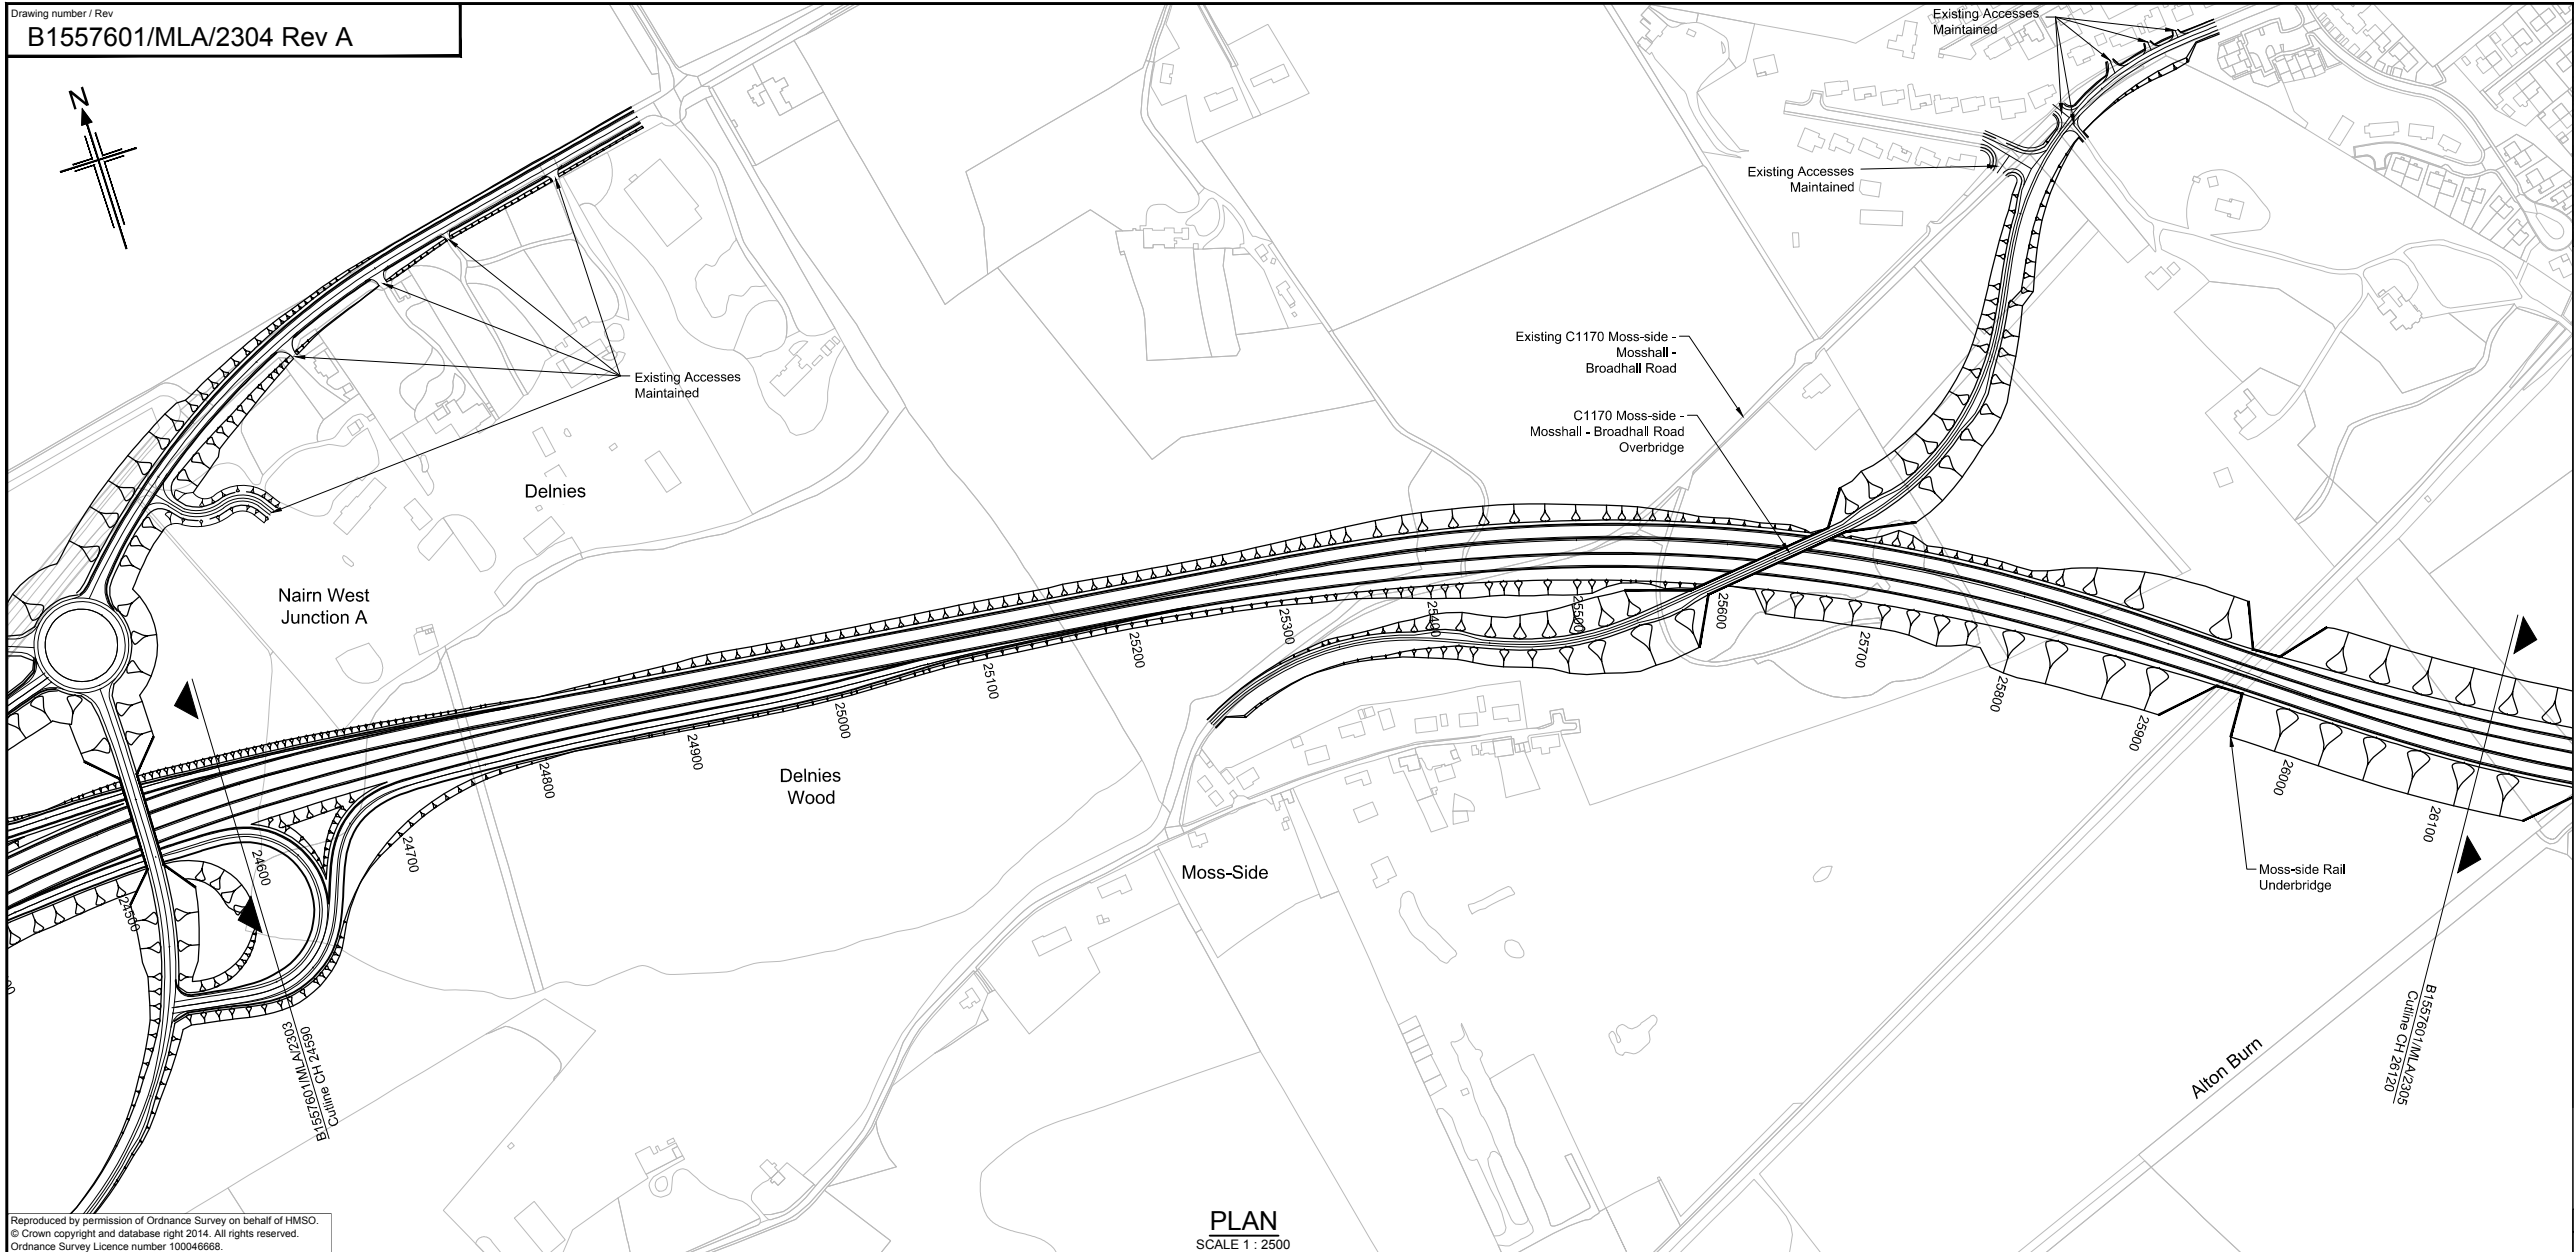 Drawing number / Rev
B1557601/MLA/2304 Rev A
N
Existing Accesses
Maintained
Existing Accesses
Maintained
Existing C1170 Moss-side -
Mosshall -
Broadhall Road
C1170 Moss-side -
Mosshall - Broadhall Road
Overbridge
Existing Accesses
Maintained
Delnies
Nairn West
Junction A
Delnies
Wood
Moss-Side
Moss-side Rail
Underbridge
Alton Burn
24500
24600
24700
24800
24900
25000
25100
25200
25300
25400
25500
25600
25700
25800
25900
26000
26100
B1557601/MLA/2303
Cutline CH 24590
B1557601/MLA/2305
Cutline CH 26120
Reproduced by permission of Ordnance Survey on behalf of HMSO.
© Crown copyright and database right 2014. All rights reserved.
Ordnance Survey Licence number 100046668.
PLAN
SCALE 1 : 2500